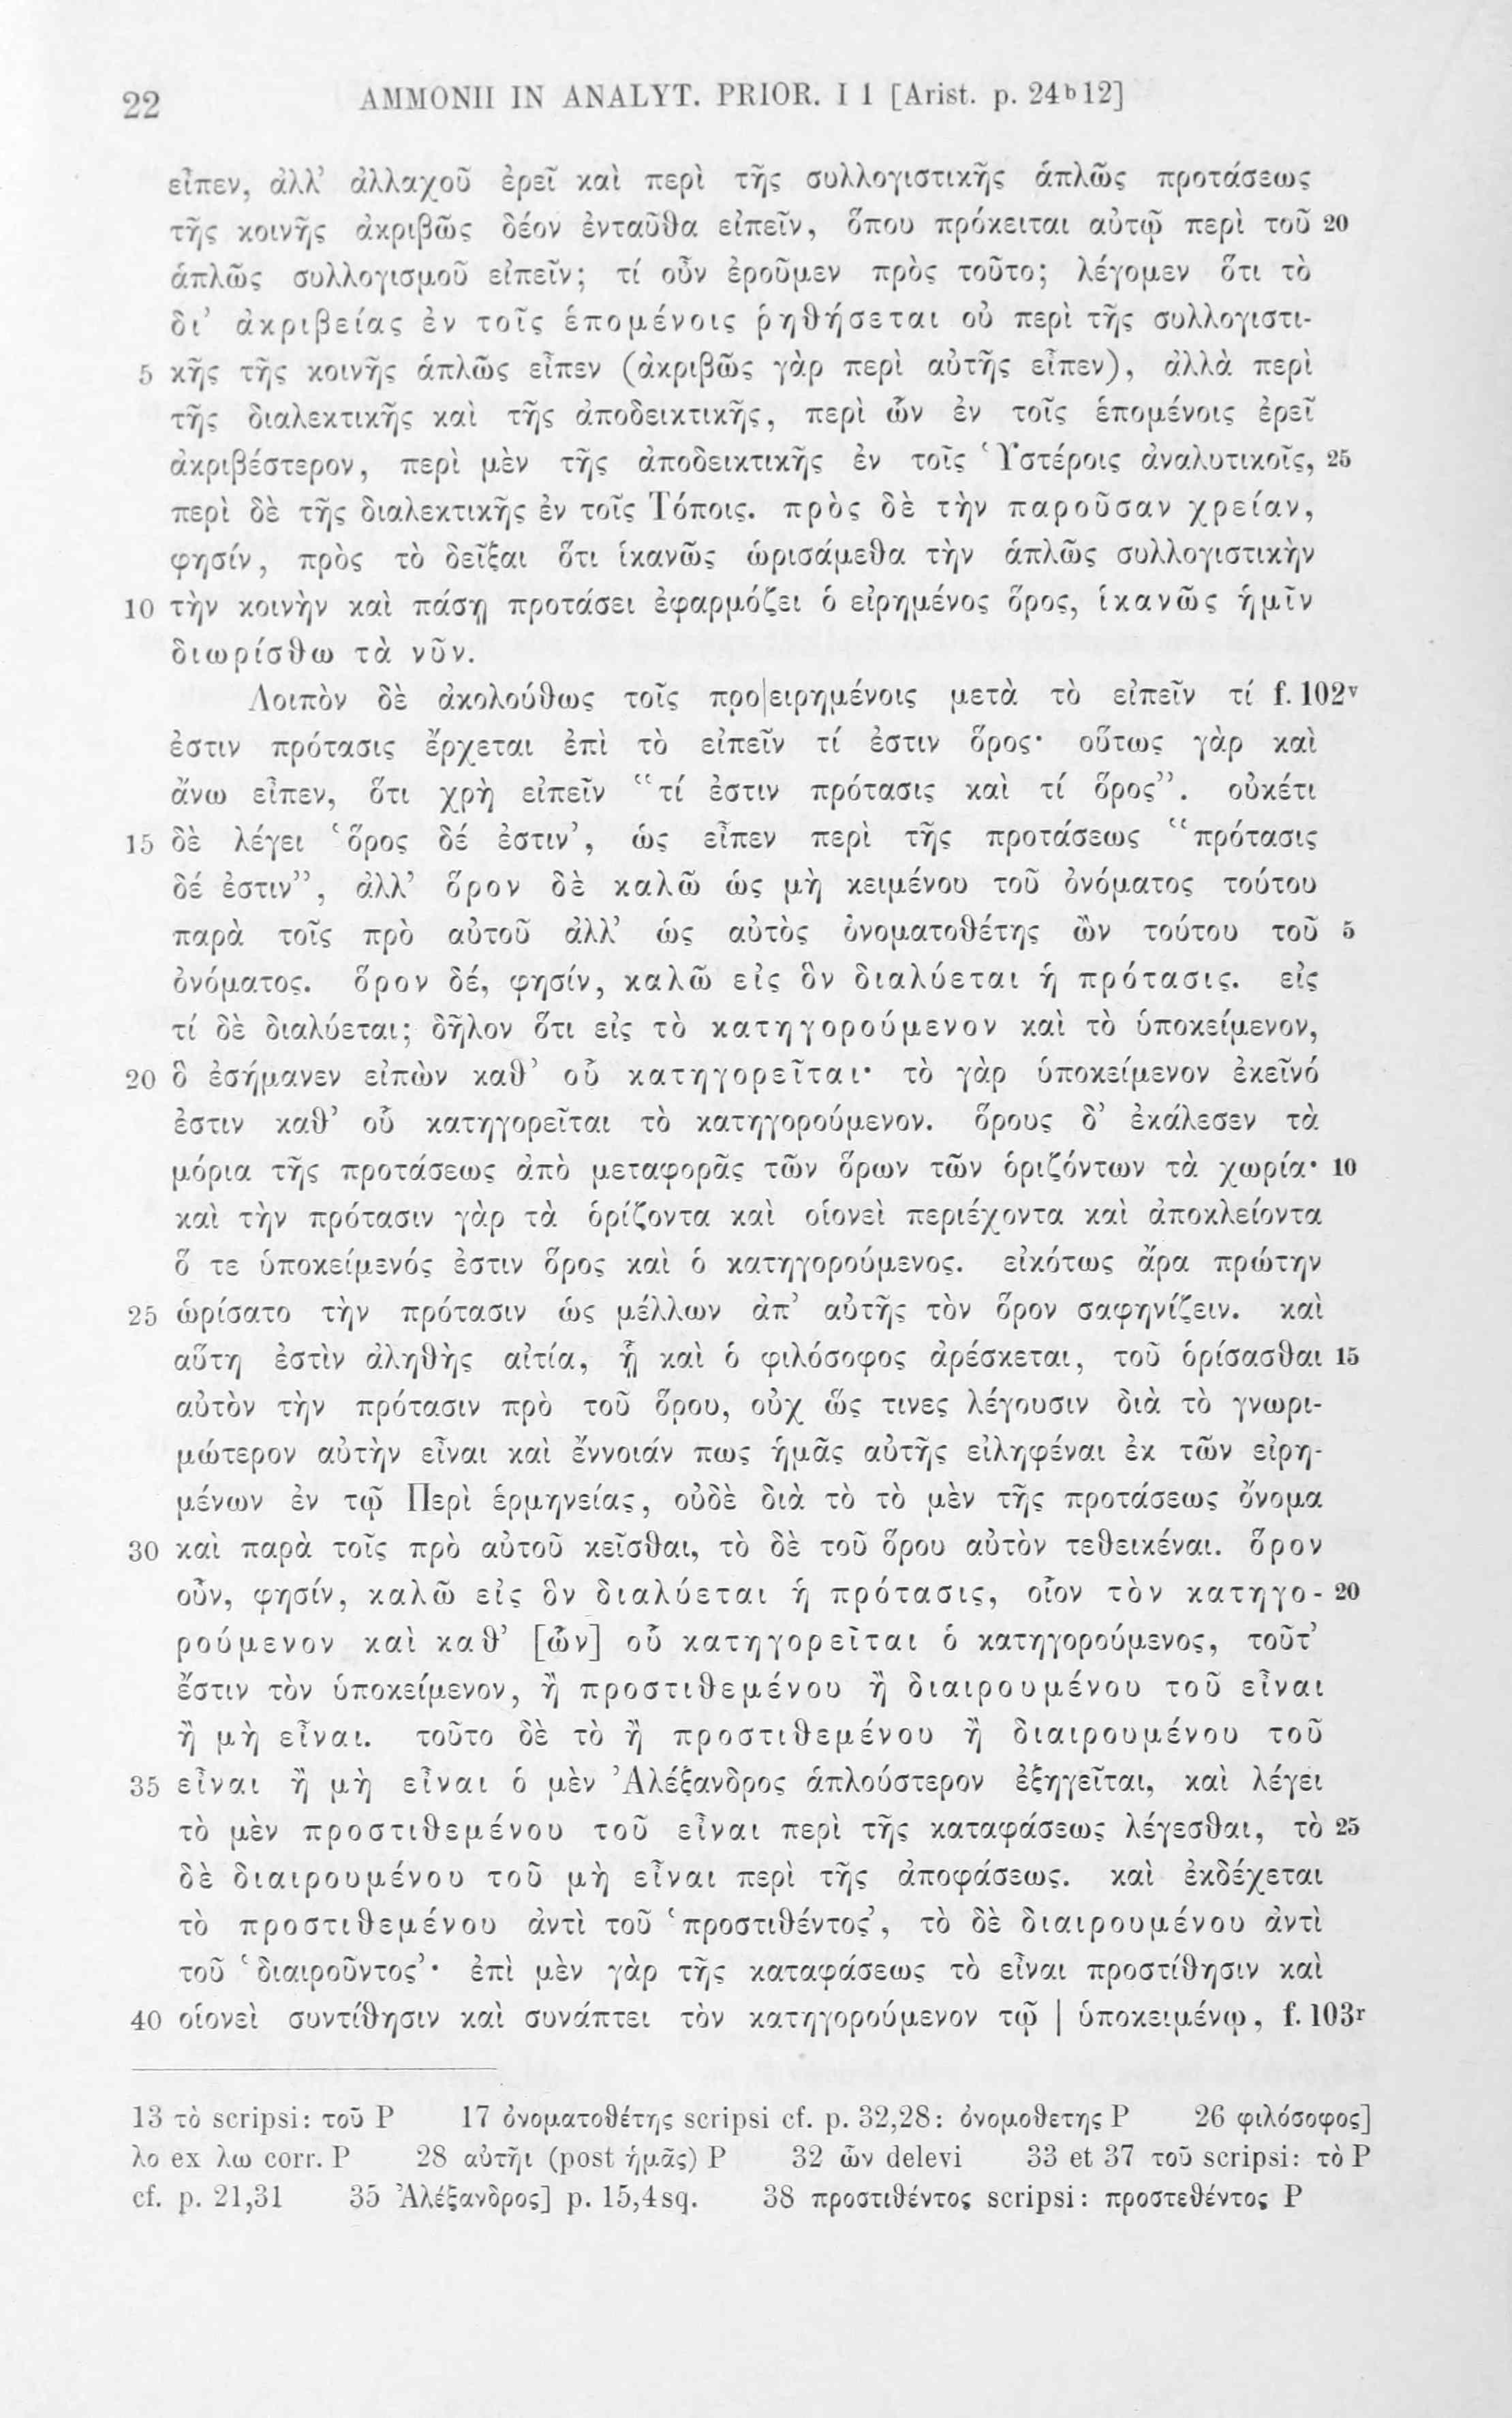 22 AMMONII IN ANALYT. PRIOR. I 1 [Arist. p. 24ᵇ12]
εἶπεν, ἀλλ’ ἀλλαχοῦ ἐρεῖ καὶ περὶ τῆς συλλογιστικῆς ἁπλῶς προτάσεως
τῆς κοινῆς ἀκριβῶς δέον ἐνταῦθα εἰπεῖν, ὅπου πρόκειται αὐτῷ περὶ τοῦ 20
ἁπλῶς συλλογισμοῦ εἰπεῖν; τί οὖν ἐροῦμεν πρὸς τοῦτο; λέγομεν ὅτι τὸ
δι’ ἀκριβείας ἐν τοῖς ἑπομένοις ῥηθήσεται οὐ περὶ τῆς συλλογιστι-
5 κῆς τῆς κοινῆς ἁπλῶς εἶπεν (ἀκριβῶς γὰρ περὶ αὐτῆς εἶπεν), ἀλλὰ περὶ
τῆς διαλεκτικῆς καὶ τῆς ἀποδεικτικῆς, περὶ ὧν ἐν τοῖς ἑπομένοις ἐρεῖ
ἀκριβέστερον, περὶ μὲν τῆς ἀποδεικτικῆς ἐν τοῖς Ὑστέροις ἀναλυτικοῖς, 25
περὶ δὲ τῆς διαλεκτικῆς ἐν τοῖς Τόποις. πρὸς δὲ τὴν παροῦσαν χρείαν,
φησίν, πρὸς τὸ δεῖξαι ὅτι ἱκανῶς ὡρισάμεθα τὴν ἁπλῶς συλλογιστικὴν
10 τὴν κοινὴν καὶ πάσῃ προτάσει ἐφαρμόζει ὁ εἰρημένος ὅρος, ἱκανῶς ἡμῖν
διωρίσθω τὰ νῦν.
Λοιπὸν δὲ ἀκολούθως τοῖς προ|ειρημένοις μετὰ τὸ εἰπεῖν τί f. 102ᵛ
ἐστιν πρότασις ἔρχεται ἐπὶ τὸ εἰπεῖν τί ἐστιν ὅρος· οὕτως γὰρ καὶ
ἄνω εἶπεν, ὅτι χρὴ εἰπεῖν “τί ἐστιν πρότασις καὶ τί ὅρος”. οὐκέτι
15 δὲ λέγει ‘ὅρος δέ ἐστιν’, ὡς εἶπεν περὶ τῆς προτάσεως “πρότασις
δέ ἐστιν”, ἀλλ’ ὅρον δὲ καλῶ ὡς μὴ κειμένου τοῦ ὀνόματος τούτου
παρὰ τοῖς πρὸ αὐτοῦ ἀλλ’ ὡς αὐτὸς ὀνοματοθέτης ὢν τούτου τοῦ 5
ὀνόματος. ὅρον δέ, φησίν, καλῶ εἰς ὃν διαλύεται ἡ πρότασις. εἰς
τί δὲ διαλύεται; δῆλον ὅτι εἰς τὸ κατηγορούμενον καὶ τὸ ὑποκείμενον,
20 ὃ ἐσήμανεν εἰπὼν καθ’ οὗ κατηγορεῖται· τὸ γὰρ ὑποκείμενον ἐκεῖνό
ἐστιν καθ’ οὗ κατηγορεῖται τὸ κατηγορούμενον. ὅρους δ’ ἐκάλεσεν τὰ
μόρια τῆς προτάσεως ἀπὸ μεταφορᾶς τῶν ὅρων τῶν ὁριζόντων τὰ χωρία· 10
καὶ τὴν πρότασιν γὰρ τὰ ὁρίζοντα καὶ οἱονεὶ περιέχοντα καὶ ἀποκλείοντα
ὅ τε ὑποκείμενός ἐστιν ὅρος καὶ ὁ κατηγορούμενος. εἰκότως ἄρα πρώτην
25 ὡρίσατο τὴν πρότασιν ὡς μέλλων ἀπ’ αὐτῆς τὸν ὅρον σαφηνίζειν. καὶ
αὕτη ἐστὶν ἀληθὴς αἰτία, ᾗ καὶ ὁ φιλόσοφος ἀρέσκεται, τοῦ ὁρίσασθαι 15
αὐτὸν τὴν πρότασιν πρὸ τοῦ ὅρου, οὐχ ὥς τινες λέγουσιν διὰ τὸ γνωρι-
μώτερον αὐτὴν εἶναι καὶ ἔννοιάν πως ἡμᾶς αὐτῆς εἰληφέναι ἐκ τῶν εἰρη-
μένων ἐν τῷ Περὶ ἑρμηνείας, οὐδὲ διὰ τὸ τὸ μὲν τῆς προτάσεως ὄνομα
30 καὶ παρὰ τοῖς πρὸ αὐτοῦ κεῖσθαι, τὸ δὲ τοῦ ὅρου αὐτὸν τεθεικέναι. ὅρον
οὖν, φησίν, καλῶ εἰς ὃν διαλύεται ἡ πρότασις, οἷον τὸν κατηγο- 20
ρούμενον καὶ καθ’ [ὧν] οὗ κατηγορεῖται ὁ κατηγορούμενος, τοῦτ’
ἔστιν τὸν ὑποκείμενον, ἢ προστιθεμένου ἢ διαιρουμένου τοῦ εἶναι
ἢ μὴ εἶναι. τοῦτο δὲ τὸ ἢ προστιθεμένου ἢ διαιρουμένου τοῦ
35 εἶναι ἢ μὴ εἶναι ὁ μὲν Ἀλέξανδρος ἁπλούστερον ἐξηγεῖται, καὶ λέγει
τὸ μὲν προστιθεμένου τοῦ εἶναι περὶ τῆς καταφάσεως λέγεσθαι, τὸ 25
δὲ διαιρουμένου τοῦ μὴ εἶναι περὶ τῆς ἀποφάσεως. καὶ ἐκδέχεται
τὸ προστιθεμένου ἀντὶ τοῦ ‘προστιθέντος’, τὸ δὲ διαιρουμένου ἀντὶ
τοῦ ‘διαιροῦντος’· ἐπὶ μὲν γὰρ τῆς καταφάσεως τὸ εἶναι προστίθησιν καὶ
40 οἱονεὶ συντίθησιν καὶ συνάπτει τὸν κατηγορούμενον τῷ | ὑποκειμένῳ, f. 103ʳ
13 τὸ scripsi: τοῦ P 17 ὀνοματοθέτης scripsi cf. p. 32,28: ὀνομοθετης P 26 φιλόσοφος]
λο ex λω corr. P 28 αὐτῆι (post ἡμᾶς) P 32 ὧν delevi 33 et 37 τοῦ scripsi: τὸ P
cf. p. 21,31 35 Ἀλέξανδρος] p. 15,4sq. 38 προστιθέντος scripsi: προστεθέντος P